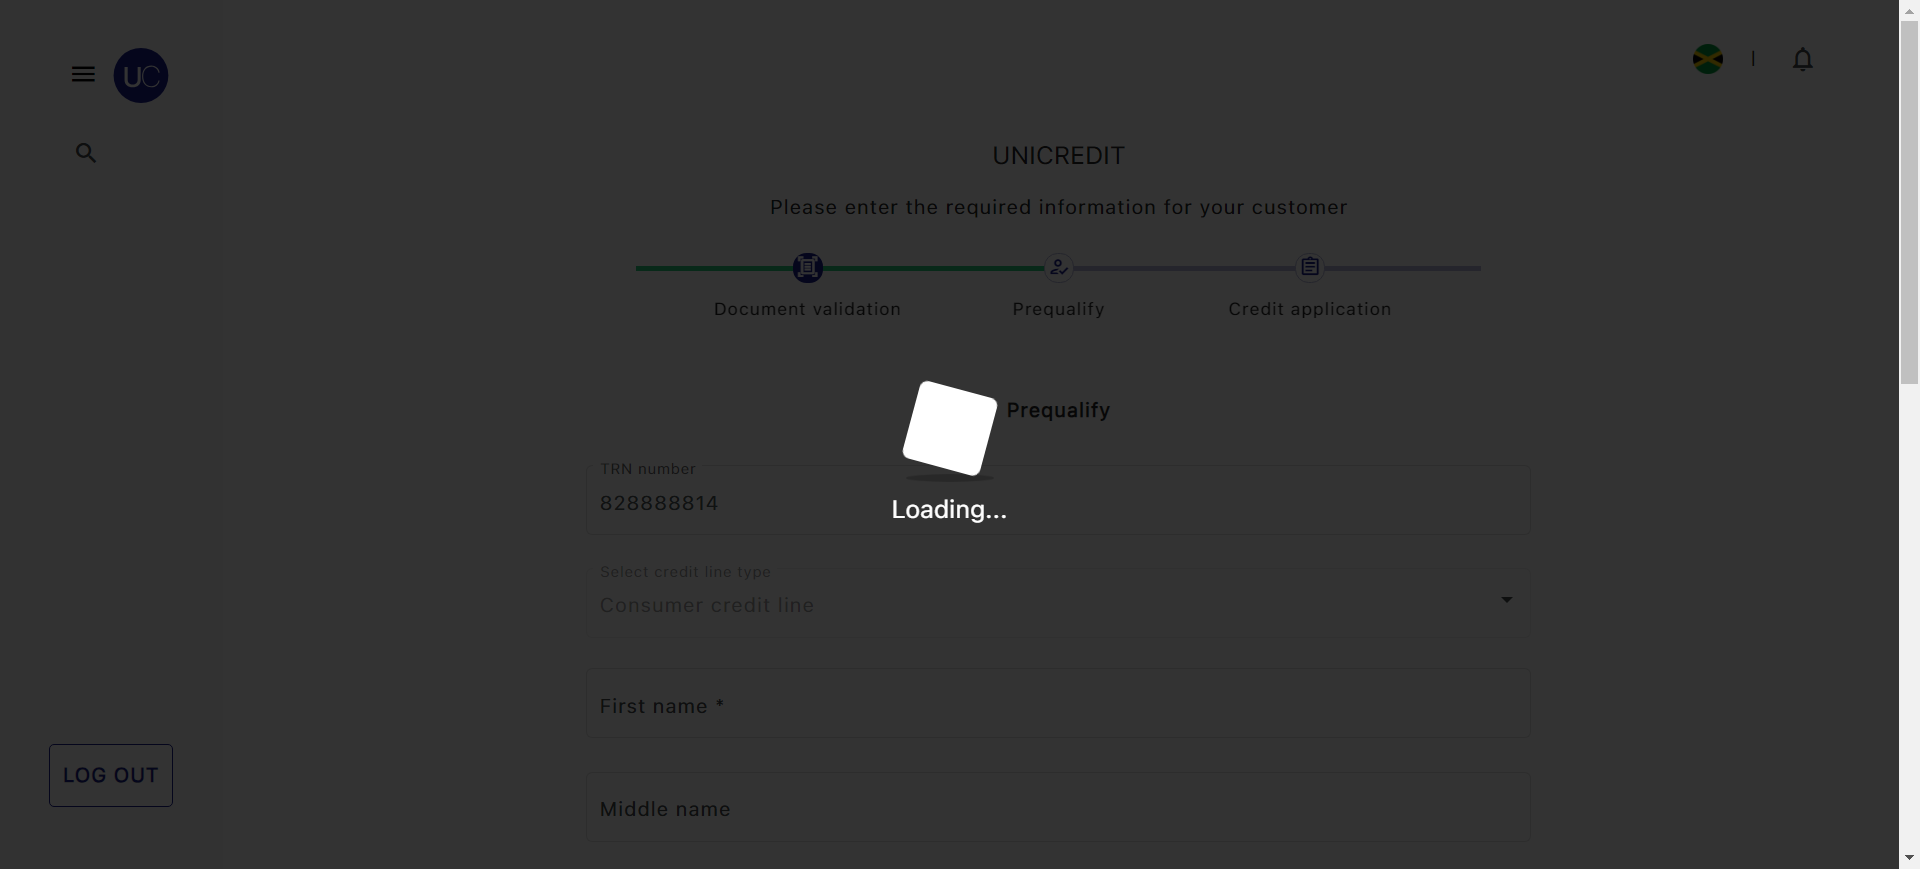 UC
UNICREDIT
Please enter the required information for your customer
Document validation
Prequalify
Credit application
Prequalify
TRN number
828888814
Loading...
Select credit line type
Consumer credit line
First name *
LOG OUT
Middle name